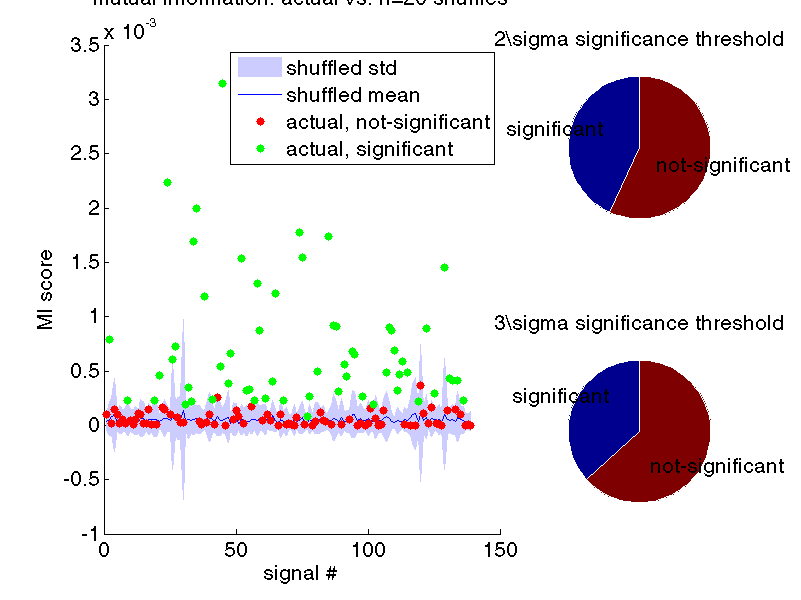 mutual information: actual vs. n=20 shuffles
x 10^-3
3.5
3
2.5
2
1.5
1
0.5
0
-0.5
-1
0
50
100
150
MI score
signal #
shuffled std
shuffled mean
actual, not-significant
actual, significant
2\sigma significance threshold
significant
not-significant
3\sigma significance threshold
significant
not-significant